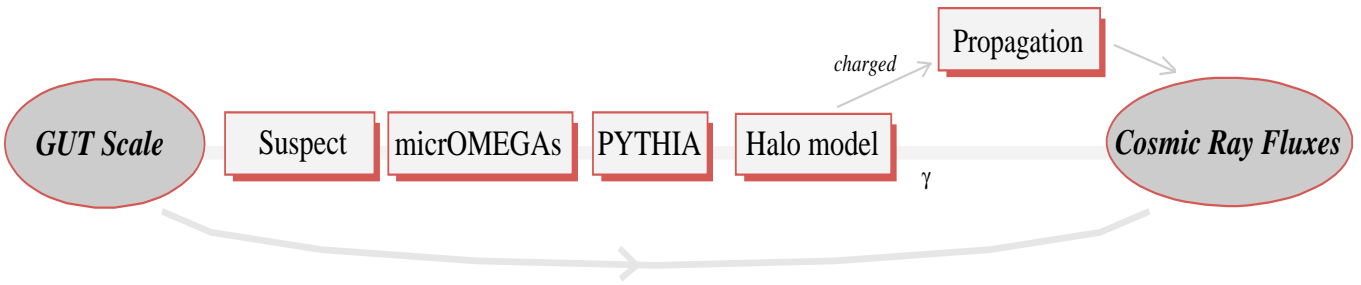 Propagation
charged
GUT Scale
Suspect
micrOMEGAs
PYTHIA
Halo model
γ
Cosmic Ray Fluxes